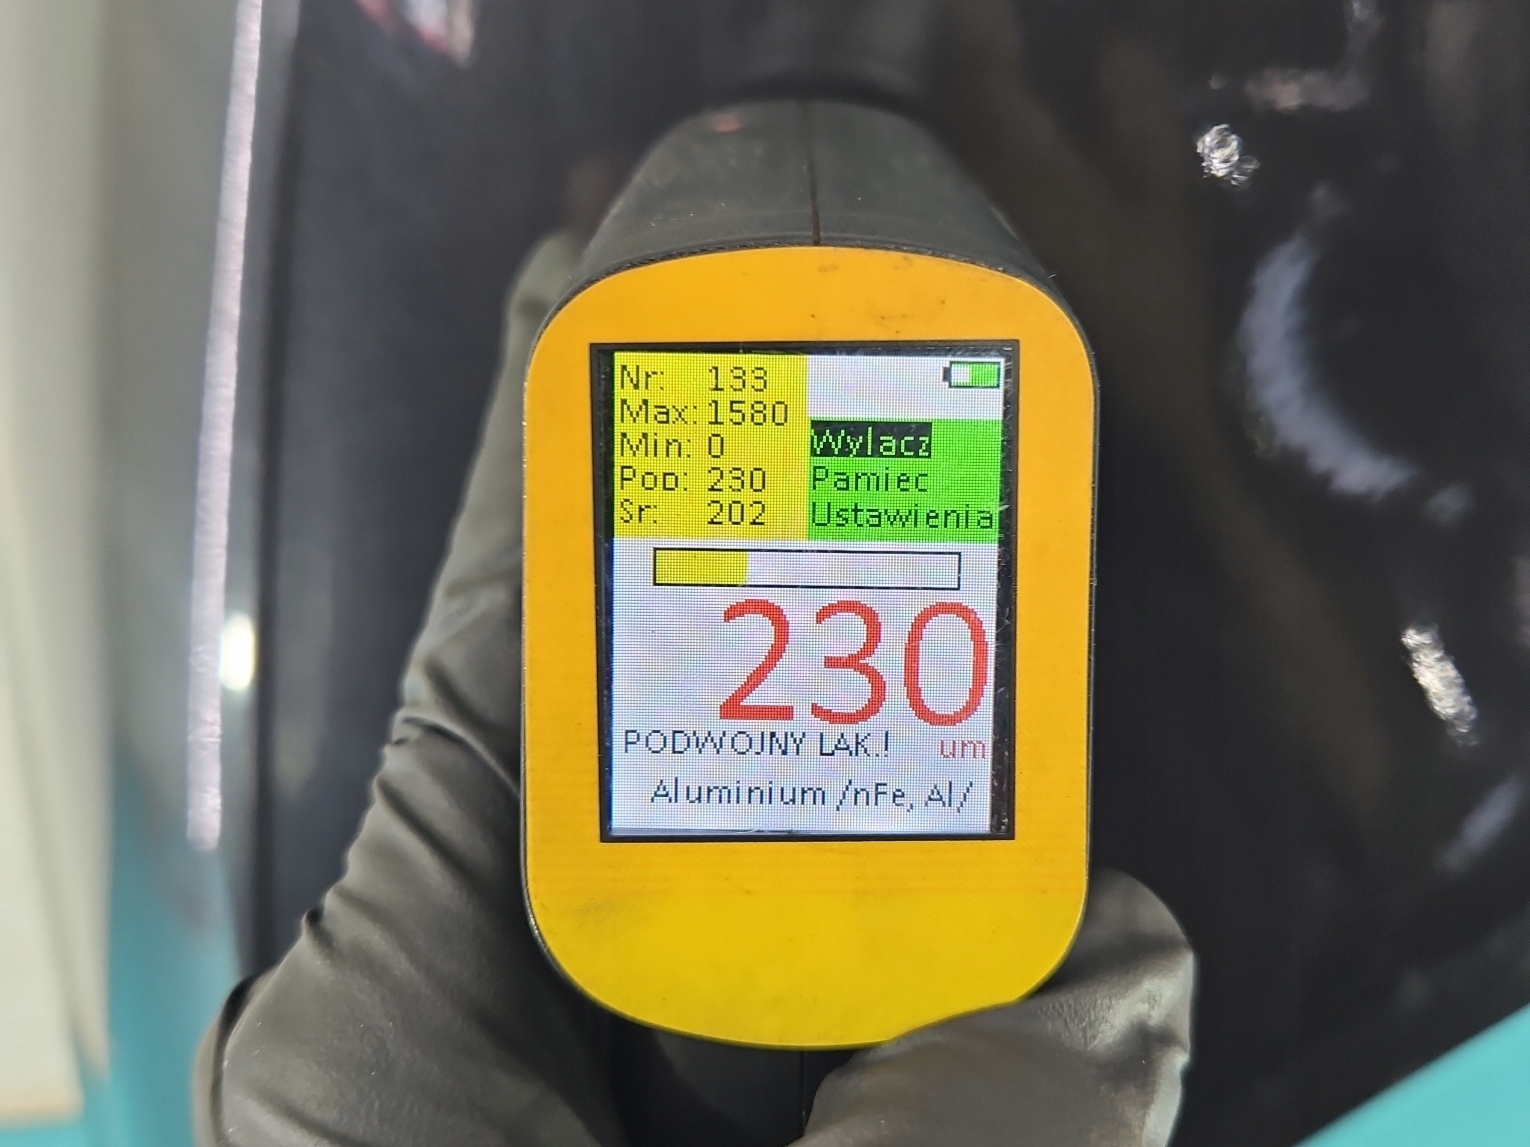 Nr: 133
Max: 1580
Min: 0
Pop: 230
Sr: 202
Wylacz
Pamiec
Ustawienia
230
PODWOJNY LAK.! um
Aluminium /nFe, Al/